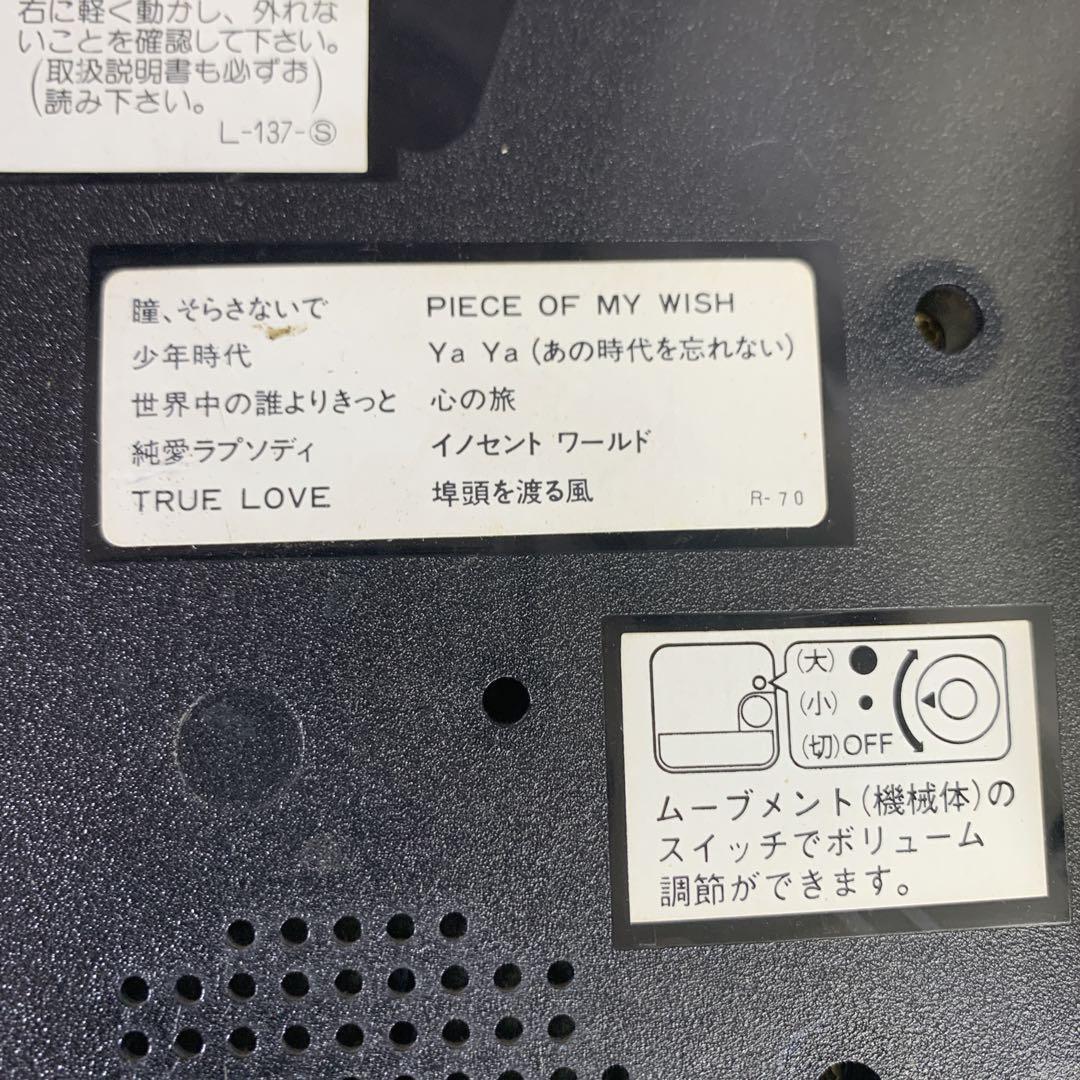 右に軽く動かし、外れな
いことを確認して下さい。
(取扱説明書も必ずお
読み下さい。)
L-137-Ⓢ
瞳、そらさないで
少年時代
世界中の誰よりきっと
純愛ラプソディ
TRUE LOVE
PIECE OF MY WISH
Ya Ya (あの時代を忘れない)
心の旅
イノセント ワールド
埠頭を渡る風
R-70
(大)
(小)
(切)OFF
ムーブメント(機械体)の
スイッチでボリューム
調節ができます。